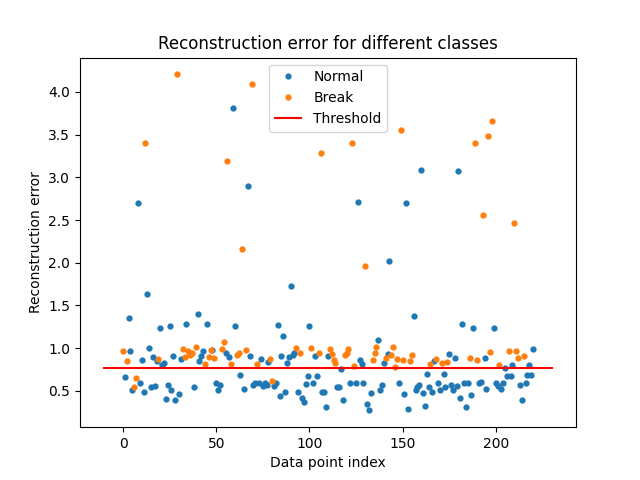 Reconstruction error for different classes
Normal
Break
Threshold
Reconstruction error
4.0
3.5
3.0
2.5
2.0
1.5
1.0
0.5
0 50 100 150 200
Data point index